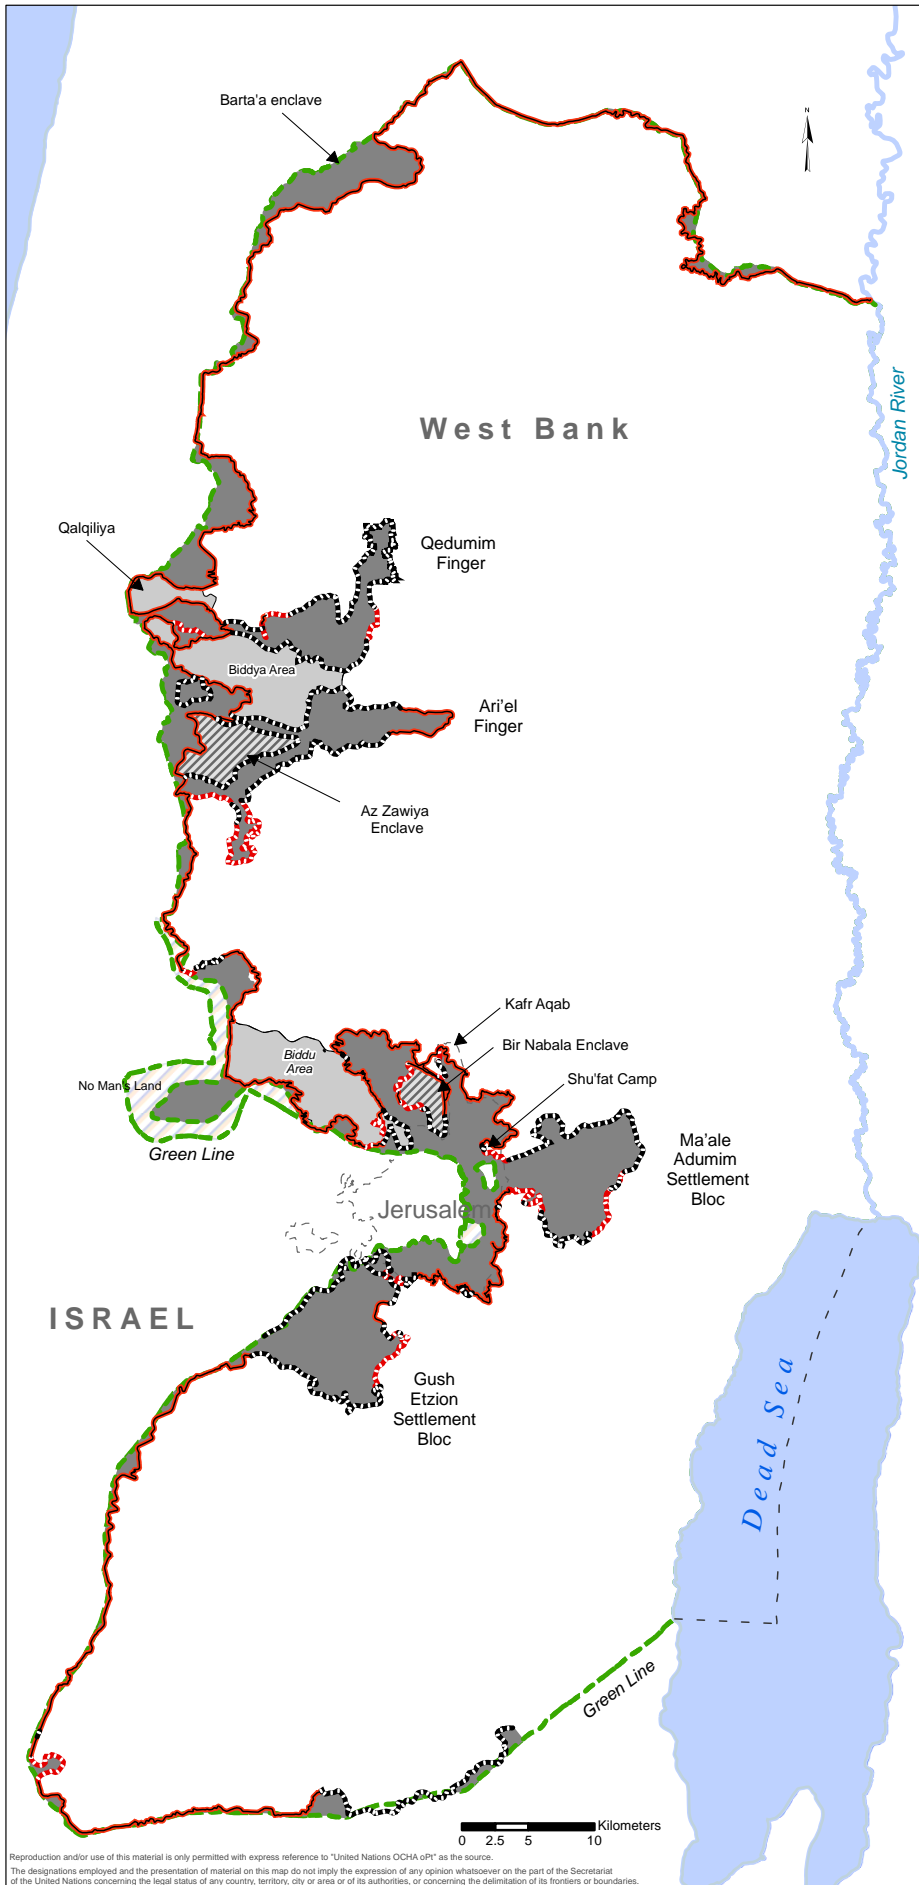 N
Barta'a enclave
Jordan River
West Bank
Qalqiliya
Qedumim
Finger
Biddya Area
Ari'el
Finger
Az Zawiya
Enclave
Kafr Aqab
Bir Nabala Enclave
Biddu
Area
Shu'fat Camp
No Man's Land
Green Line
Ma'ale
Adumim
Settlement
Bloc
Jerusalem
ISRAEL
Gush
Etzion
Settlement
Bloc
Dead Sea
Green Line
Kilometers
0 2.5 5 10
Reproduction and/or use of this material is only permitted with express reference to "United Nations OCHA oPt" as the source.
The designations employed and the presentation of material on this map do not imply the expression of any opinion whatsoever on the part of the Secretariat
of the United Nations concerning the legal status of any country, territory, city or area or of its authorities, or concerning the delimitation of its frontiers or boundaries.